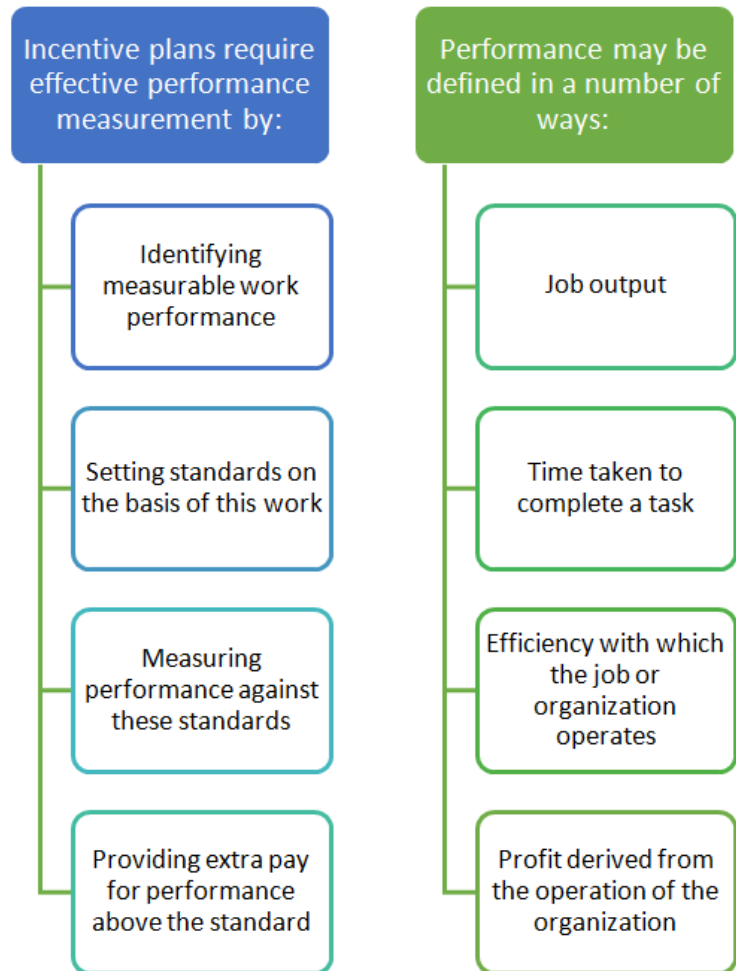 Incentive plans require
effective performance
measurement by:
Identifying
measurable work
performance
Setting standards on
the basis of this work
Measuring
performance against
these standards
Providing extra pay
for performance
above the standard
Performance may be
defined in a number of
ways:
Job output
Time taken to
complete a task
Efficiency with which
the job or
organization
operates
Profit derived from
the operation of the
organization